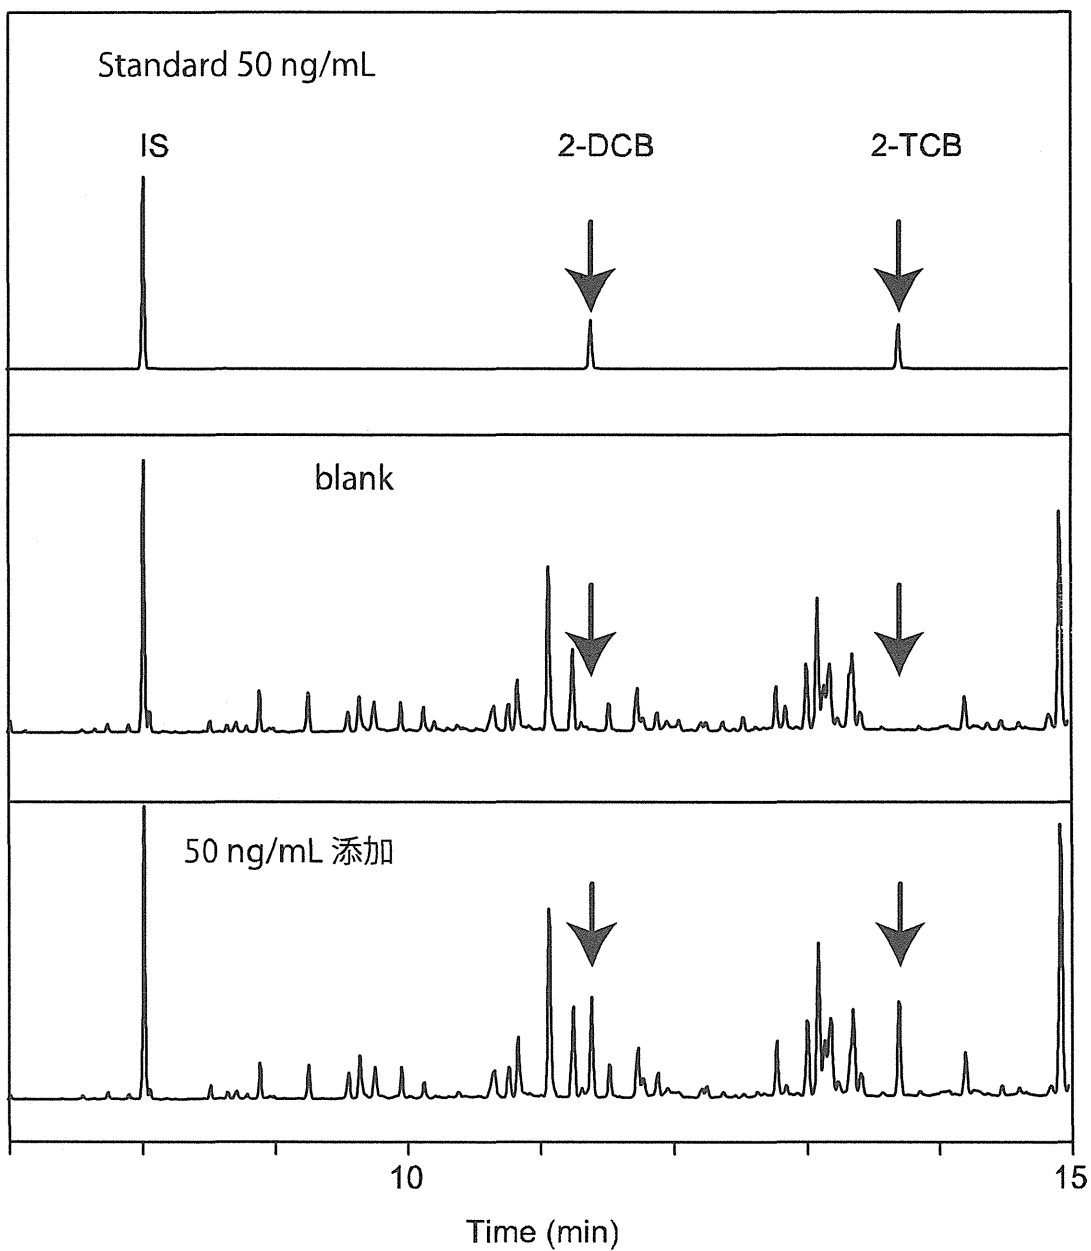 Standard 50 ng/mL
IS 2-DCB 2-TCB
blank
50 ng/mL 添加
10 15
Time (min)